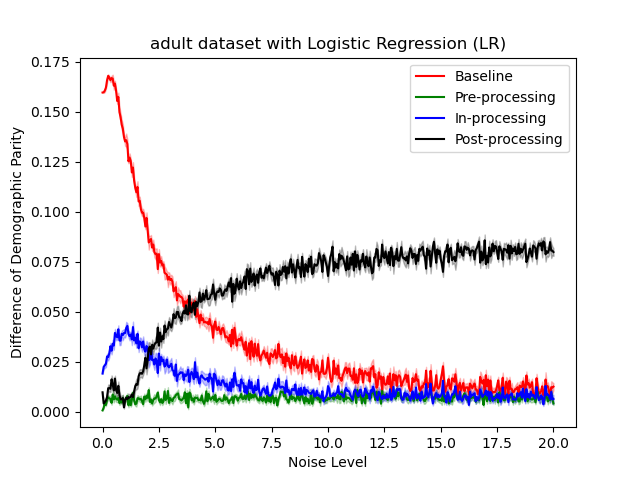 adult dataset with Logistic Regression (LR)
Difference of Demographic Parity
0.175
0.150
0.125
0.100
0.075
0.050
0.025
0.000
Baseline
Pre-processing
In-processing
Post-processing
0.0 2.5 5.0 7.5 10.0 12.5 15.0 17.5 20.0
Noise Level